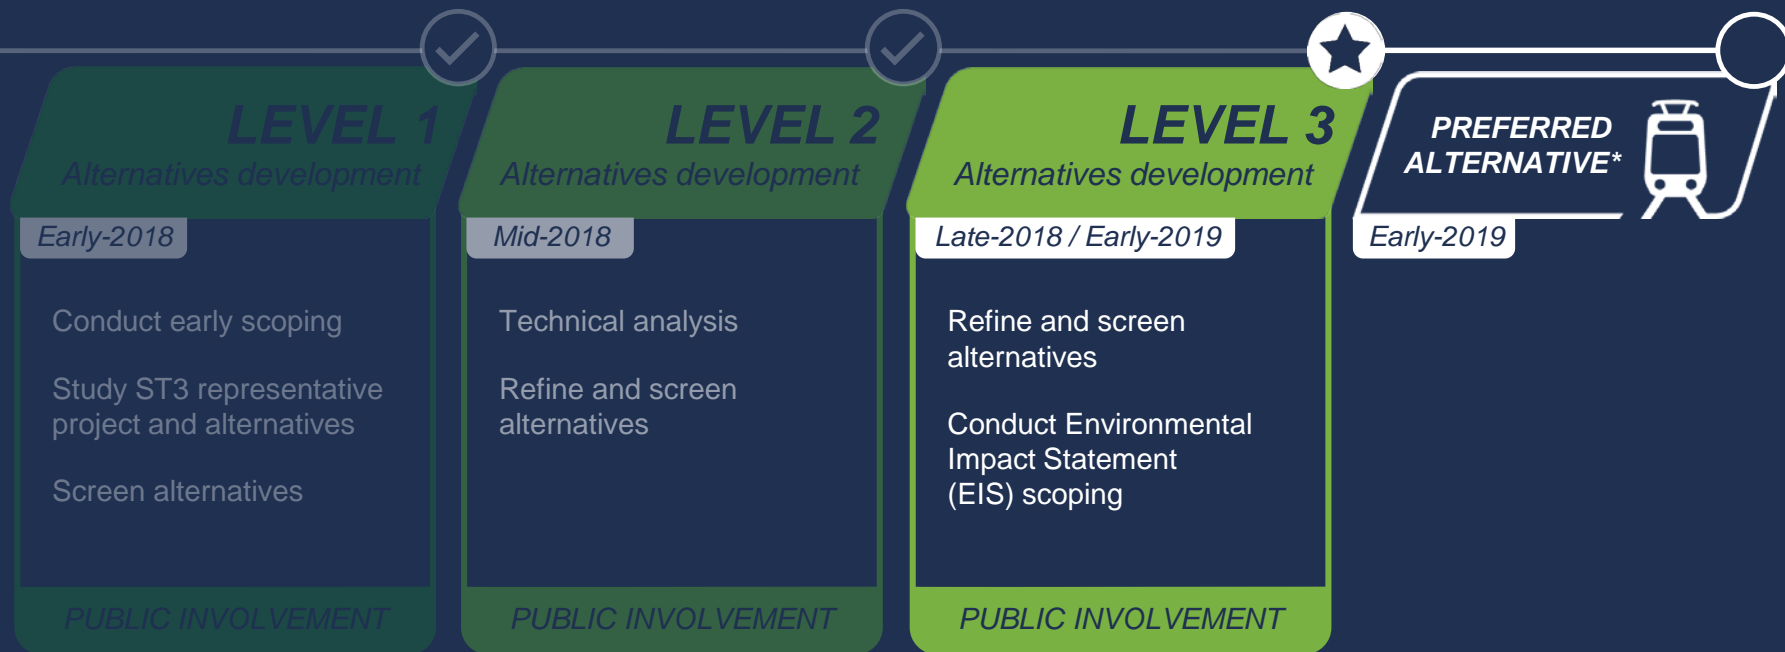 LEVEL 1
Alternatives development
Early-2018
Conduct early scoping
Study ST3 representative
project and alternatives
Screen alternatives
PUBLIC INVOLVEMENT
LEVEL 2
Alternatives development
Mid-2018
Technical analysis
Refine and screen
alternatives
PUBLIC INVOLVEMENT
LEVEL 3
Alternatives development
Late-2018 / Early-2019
Refine and screen
alternatives
Conduct Environmental
Impact Statement
(EIS) scoping
PUBLIC INVOLVEMENT
PREFERRED
ALTERNATIVE*
Early-2019